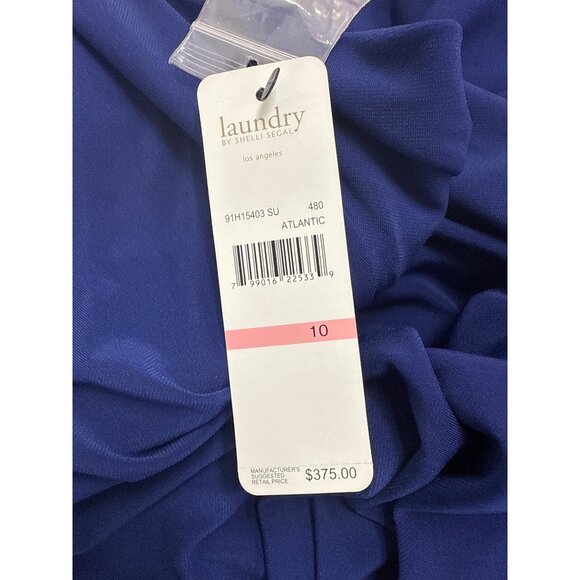 laundry
BY SHELLI SEGAL
los angeles
91H15403 SU 480
ATLANTIC
7 99016 22533 9
10
MANUFACTURER'S
SUGGESTED
RETAIL PRICE
$375.00